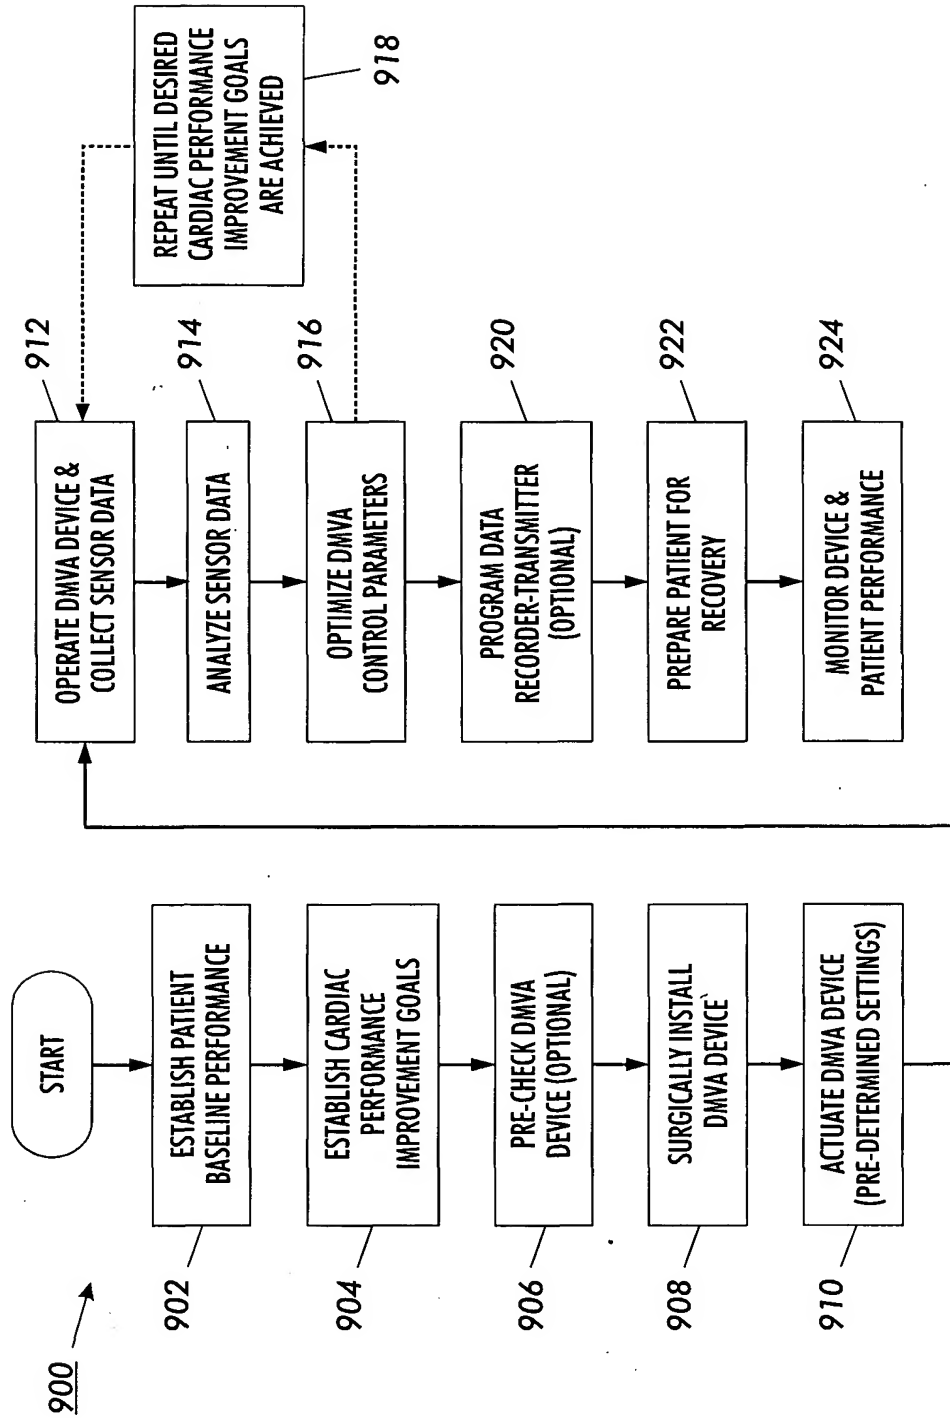 900
START
ESTABLISH PATIENT
BASELINE PERFORMANCE
902
ESTABLISH CARDIAC
PERFORMANCE
IMPROVEMENT GOALS
904
PRE-CHECK DMVA
DEVICE (OPTIONAL)
906
SURGICALLY INSTALL
DMVA DEVICE
908
ACTUATE DMVA DEVICE
(PRE-DETERMINED SETTINGS)
910
OPERATE DMVA DEVICE &
COLLECT SENSOR DATA
912
ANALYZE SENSOR DATA
914
OPTIMIZE DMVA
CONTROL PARAMETERS
916
REPEAT UNTIL DESIRED
CARDIAC PERFORMANCE
IMPROVEMENT GOALS
ARE ACHIEVED
918
PROGRAM DATA
RECORDER-TRANSMITTER
(OPTIONAL)
920
PREPARE PATIENT FOR
RECOVERY
922
MONITOR DEVICE &
PATIENT PERFORMANCE
924